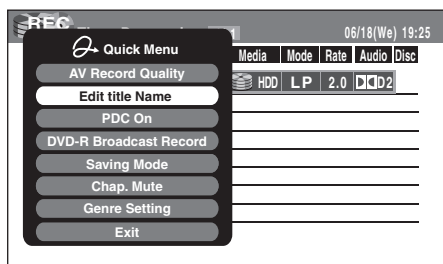 REC
1 06/18(We) 19:25
Quick Menu
Media Mode Rate Audio Disc
AV Record Quality
HDD LP 2.0 D2
Edit title Name
PDC On
DVD-R Broadcast Record
Saving Mode
Chap. Mute
Genre Setting
Exit